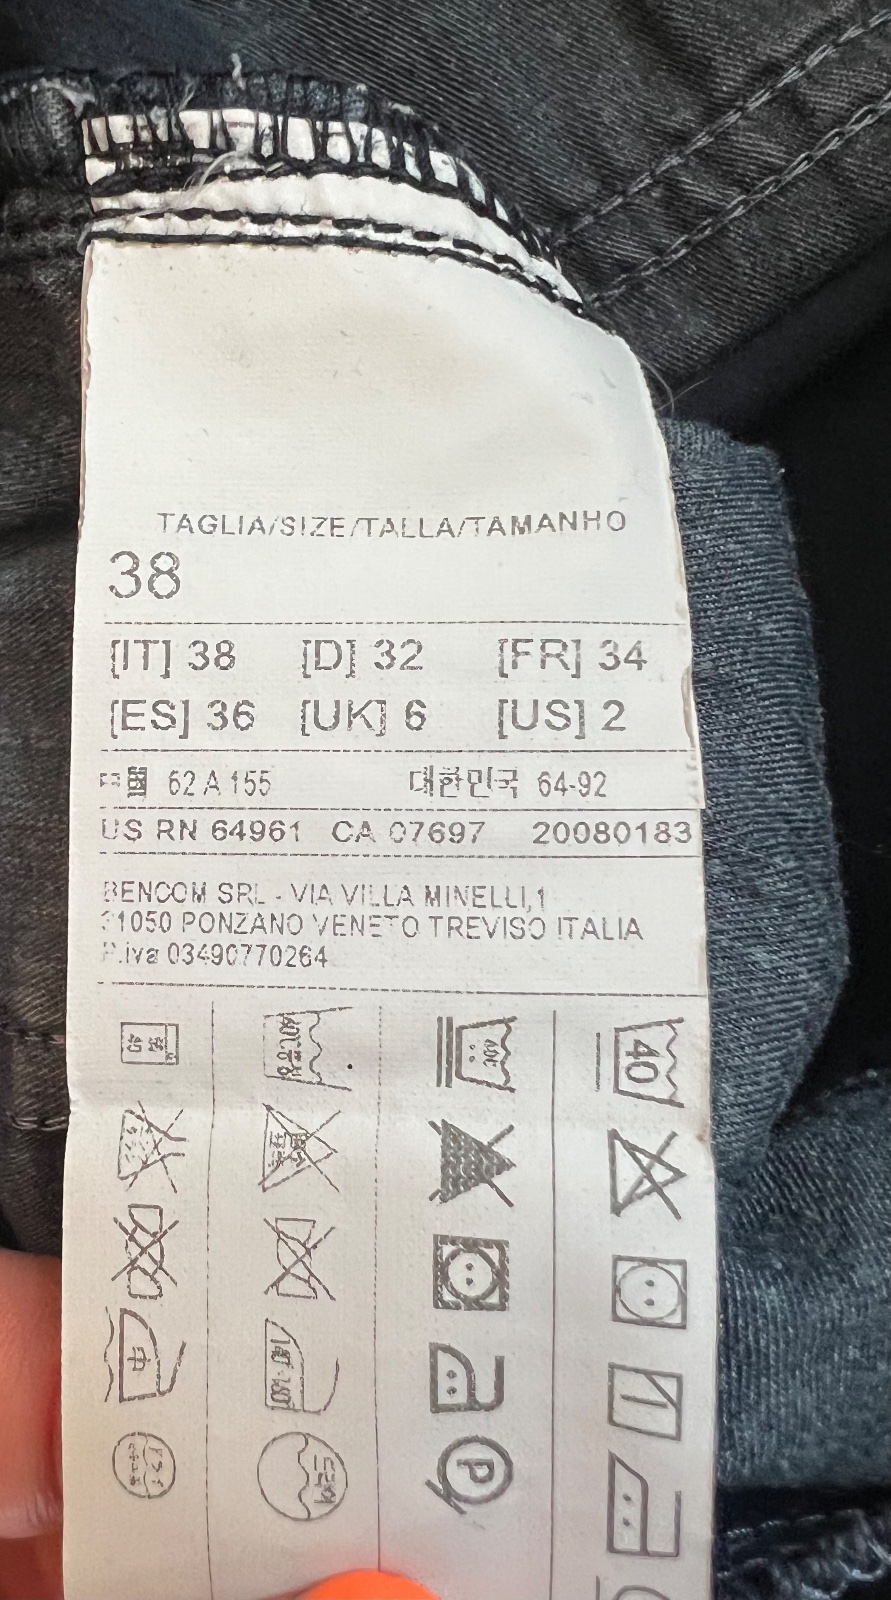 TAGLIA/SIZE/TALLA/TAMANHO
38
[IT] 38 [D] 32 [FR] 34
[ES] 36 [UK] 6 [US] 2
62 A 155 대한민국 64-92
US RN 64961 CA 07697 20080183
BENCOM SRL - VIA VILLA MINELLI,1
31050 PONZANO VENETO TREVISO ITALIA
P.iva 03490770264
40
P
中